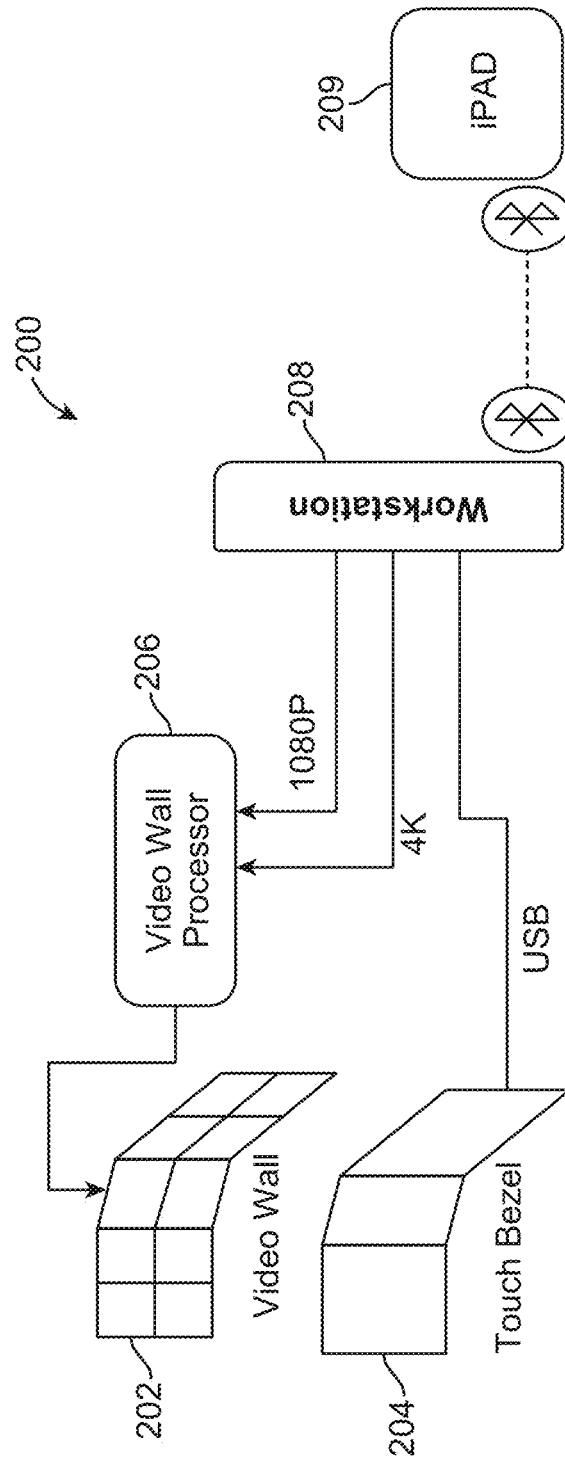 200
202
Video Wall
204
Touch Bezel
206
Video Wall
Processor
1080P
4K
USB
208
Workstation
209
iPAD